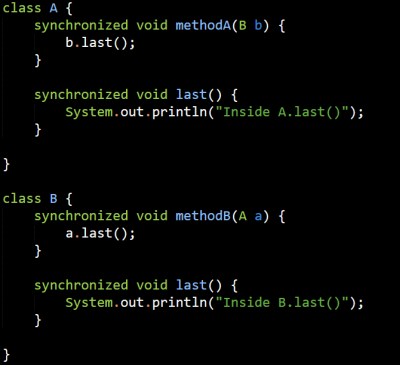 class A {
    synchronized void methodA(B b) {
        b.last();
    }

    synchronized void last() {
        System.out.println("Inside A.last()");
    }

}

class B {
    synchronized void methodB(A a) {
        a.last();
    }

    synchronized void last() {
        System.out.println("Inside B.last()");
    }

}